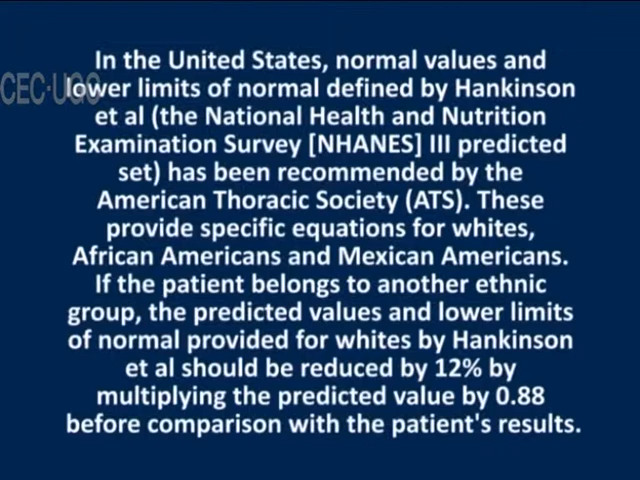 In the United States, normal values and
lower limits of normal defined by Hankinson
CEC-UGC
et al (the National Health and Nutrition
Examination Survey [NHANES] III predicted
set) has been recommended by the
American Thoracic Society (ATS). These
provide specific equations for whites,
African Americans and Mexican Americans.
If the patient belongs to another ethnic
group, the predicted values and lower limits
of normal provided for whites by Hankinson
et al should be reduced by 12% by
multiplying the predicted value by 0.88
before comparison with the patient's results.